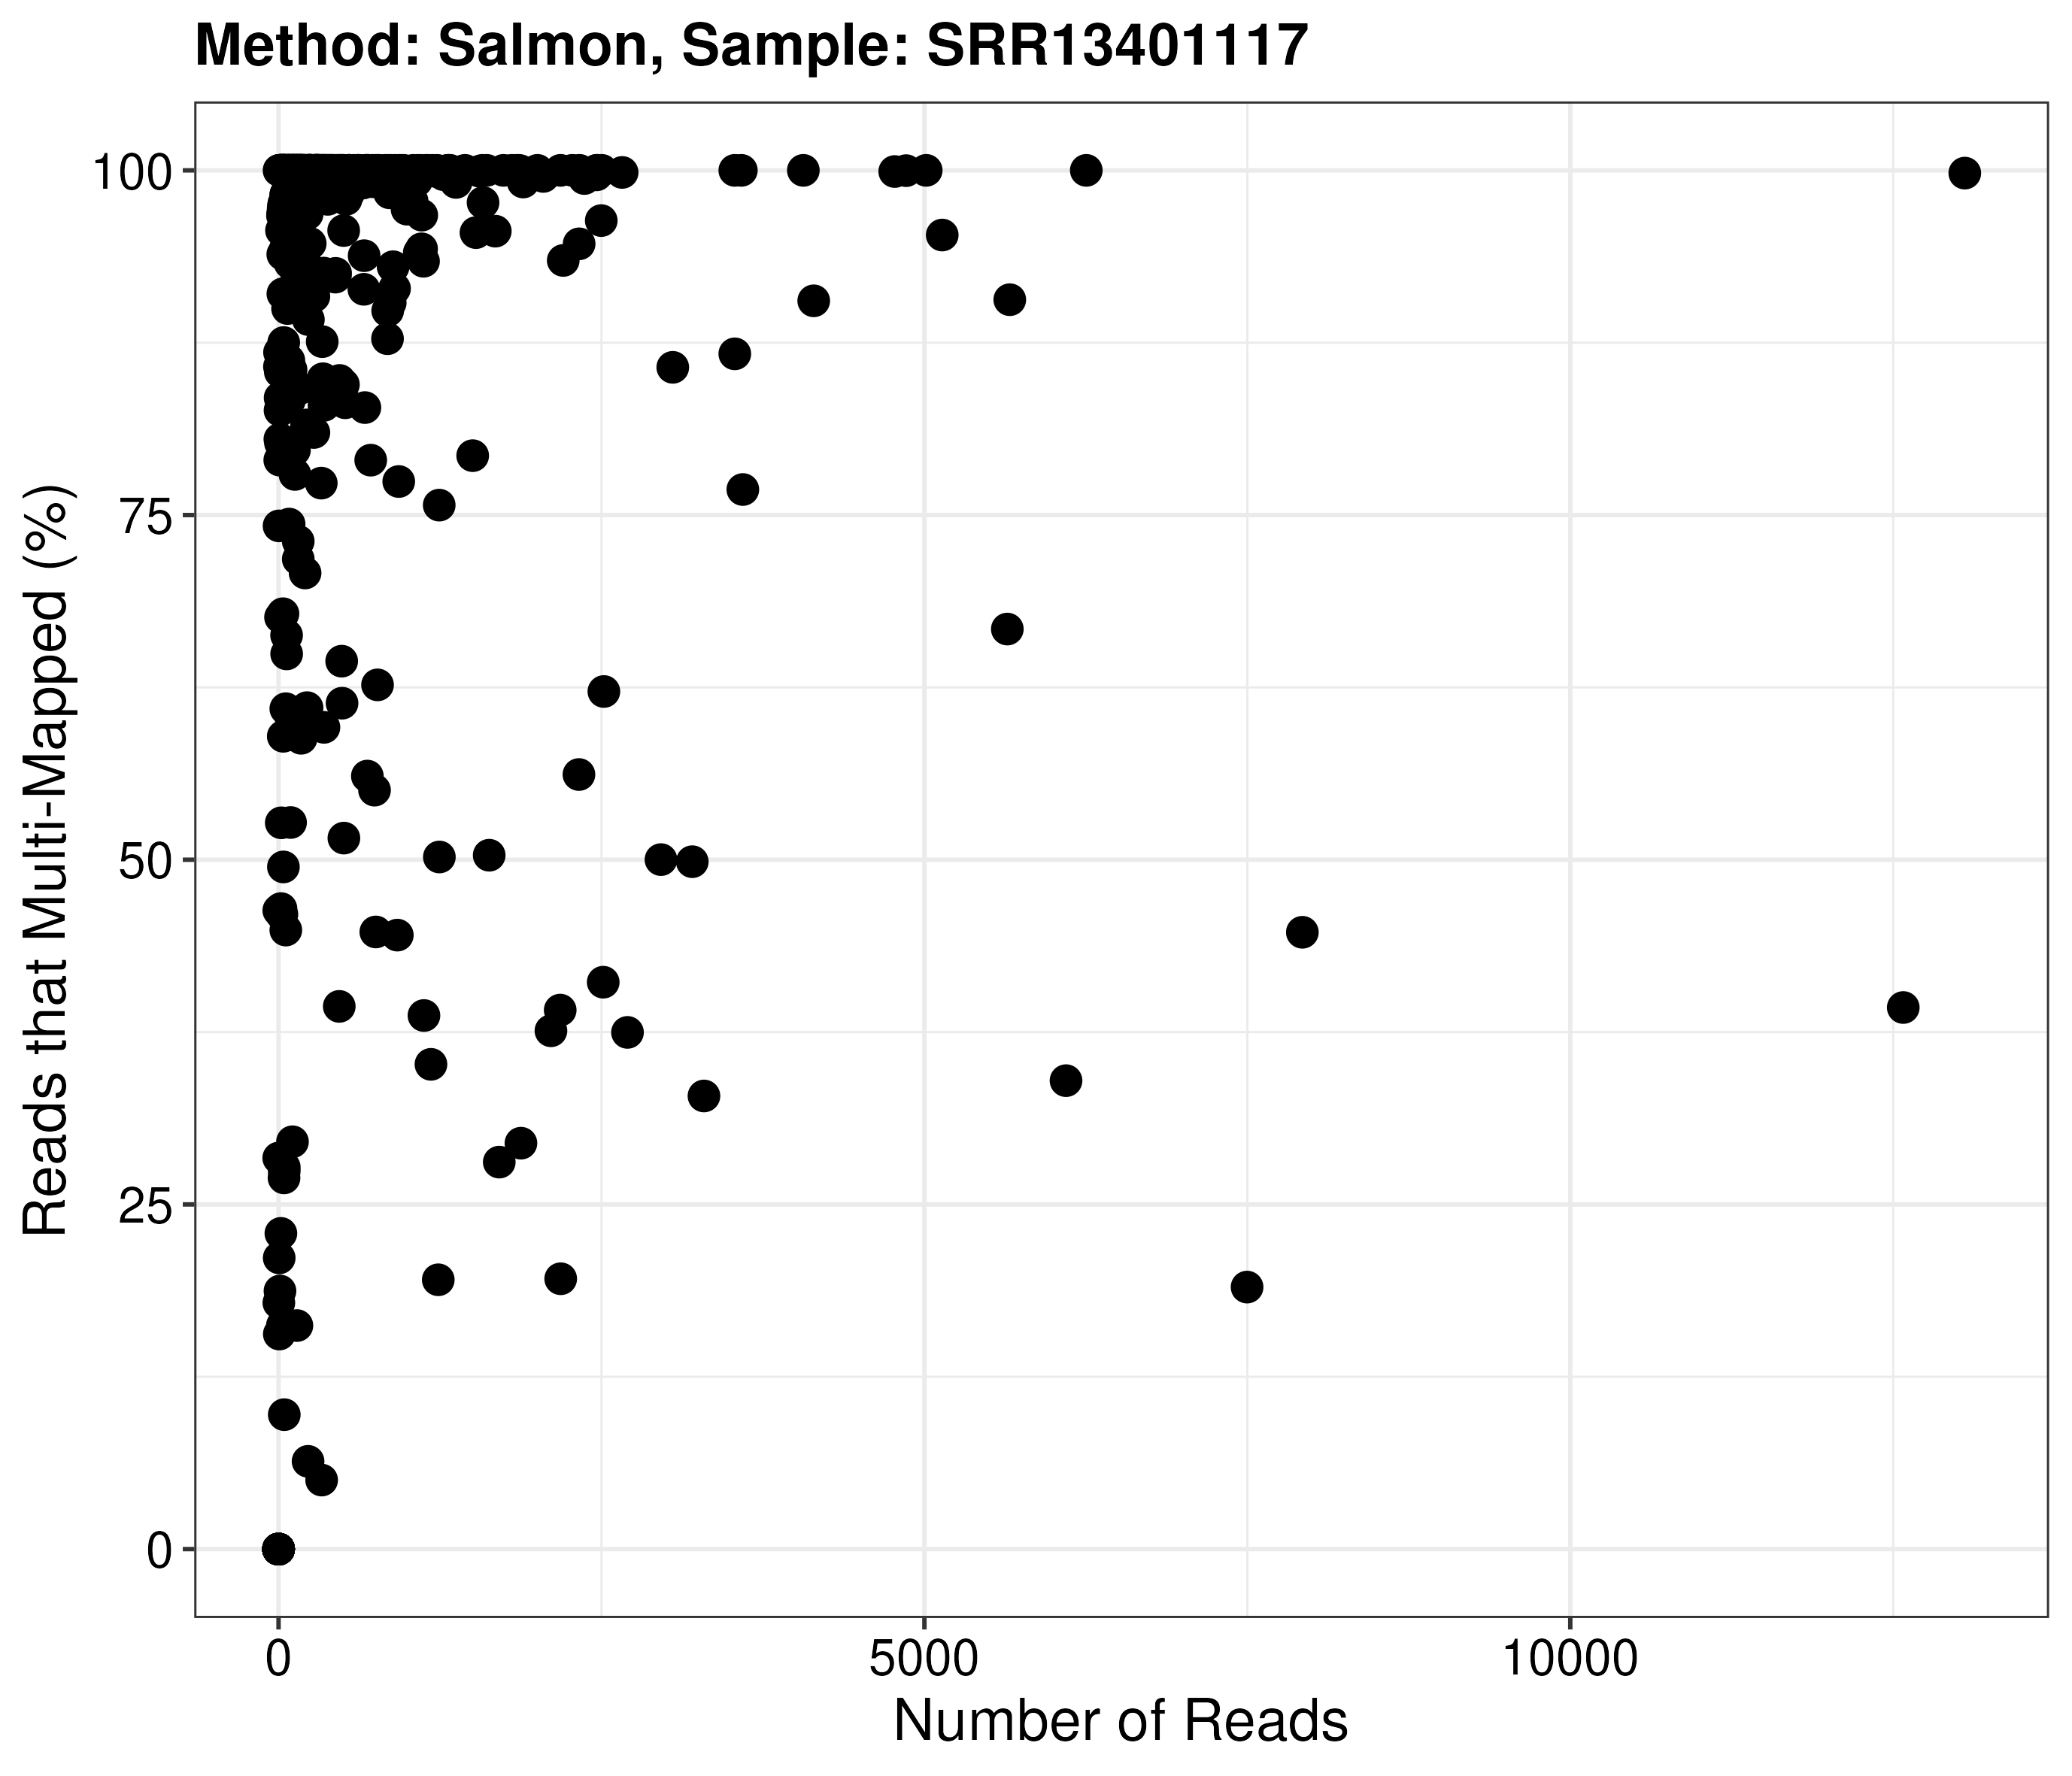 Method: Salmon, Sample: SRR13401117
Reads that Multi-Mapped (%)
100
75
50
25
0
0
5000
10000
Number of Reads